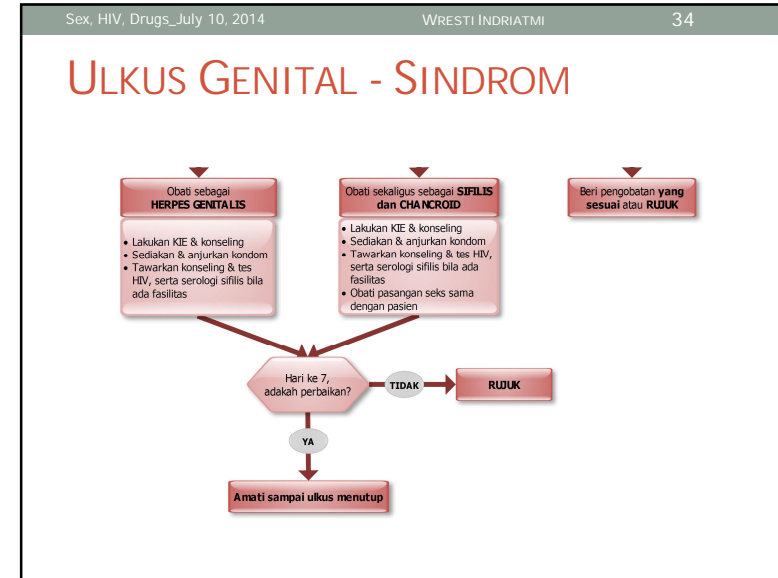 Sex, HIV, Drugs_July 10, 2014
WRESTI INDRIATMI
34
ULKUS GENITAL - SINDROM
Obati sebagai
HERPES GENITALIS
• Lakukan KIE & konseling
• Sediakan & anjurkan kondom
• Tawarkan konseling & tes
HIV, serta serologi sifilis bila
ada fasilitas
Obati sekaligus sebagai SIFILIS
dan CHANCROID
• Lakukan KIE & konseling
• Sediakan & anjurkan kondom
• Tawarkan konseling & tes HIV,
serta serologi sifilis bila ada
fasilitas
• Obati pasangan seks sama
dengan pasien
Beri pengobatan yang
sesuai atau RUJUK
Hari ke 7,
adakah perbaikan?
TIDAK
RUJUK
YA
Amati sampai ulkus menutup